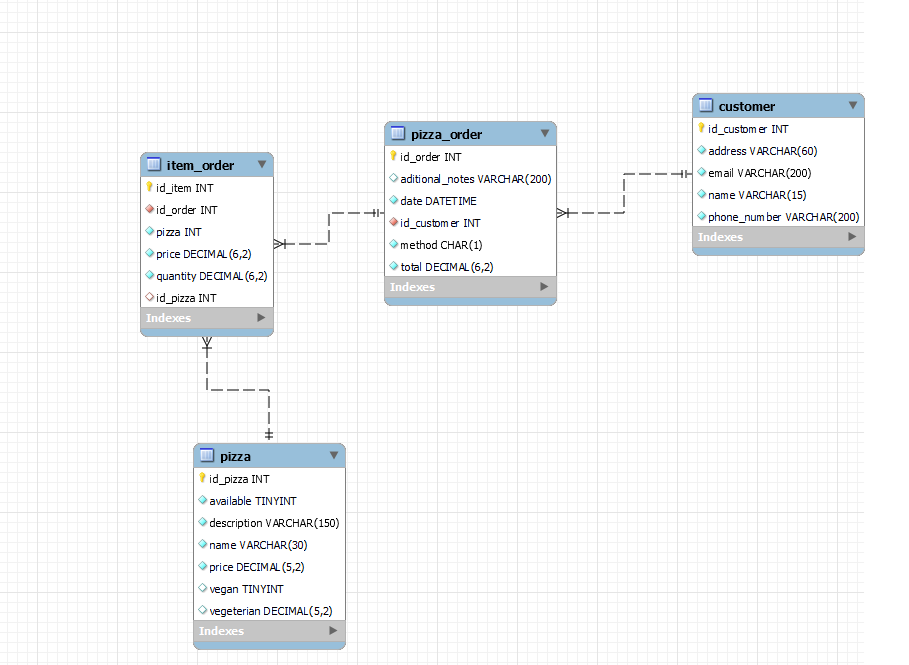 customer
id_customer INT
address VARCHAR(60)
email VARCHAR(200)
name VARCHAR(15)
phone_number VARCHAR(200)
Indexes
pizza_order
id_order INT
aditional_notes VARCHAR(200)
date DATETIME
id_customer INT
method CHAR(1)
total DECIMAL(6,2)
Indexes
item_order
id_item INT
id_order INT
pizza INT
price DECIMAL(6,2)
quantity DECIMAL(6,2)
id_pizza INT
Indexes
pizza
id_pizza INT
available TINYINT
description VARCHAR(150)
name VARCHAR(30)
price DECIMAL(5,2)
vegan TINYINT
vegeterian DECIMAL(5,2)
Indexes